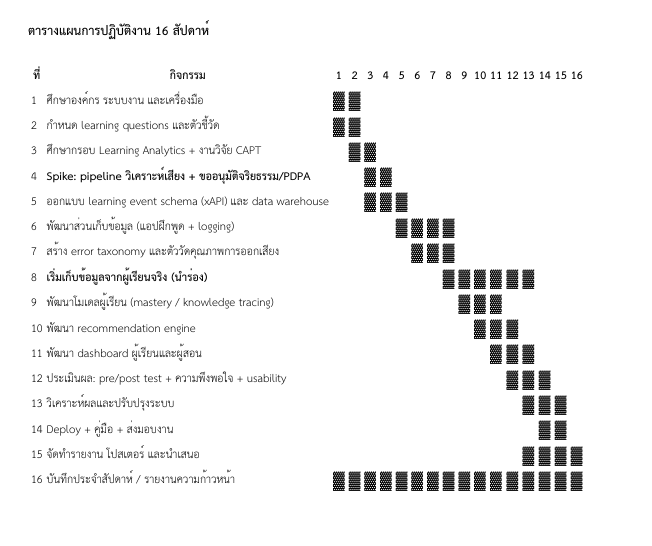 ตารางแผนการปฏิบัติงาน 16 สัปดาห์
ที่ กิจกรรม 1 2 3 4 5 6 7 8 9 10 11 12 13 14 15 16
1 ศึกษาองค์กร ระบบงาน และเครื่องมือ
2 กำหนด learning questions และตัวชี้วัด
3 ศึกษากรอบ Learning Analytics + งานวิจัย CAPT
4 Spike: pipeline วิเคราะห์เสียง + ขออนุมัติจริยธรรม/PDPA
5 ออกแบบ learning event schema (xAPI) และ data warehouse
6 พัฒนาส่วนเก็บข้อมูล (แอปฝึกพูด + logging)
7 สร้าง error taxonomy และตัววัดคุณภาพการออกเสียง
8 เริ่มเก็บข้อมูลจากผู้เรียนจริง (นำร่อง)
9 พัฒนาโมเดลผู้เรียน (mastery / knowledge tracing)
10 พัฒนา recommendation engine
11 พัฒนา dashboard ผู้เรียนและผู้สอน
12 ประเมินผล: pre/post test + ความพึงพอใจ + usability
13 วิเคราะห์ผลและปรับปรุงระบบ
14 Deploy + คู่มือ + ส่งมอบงาน
15 จัดทำรายงาน โปสเตอร์ และนำเสนอ
16 บันทึกประจำสัปดาห์ / รายงานความก้าวหน้า